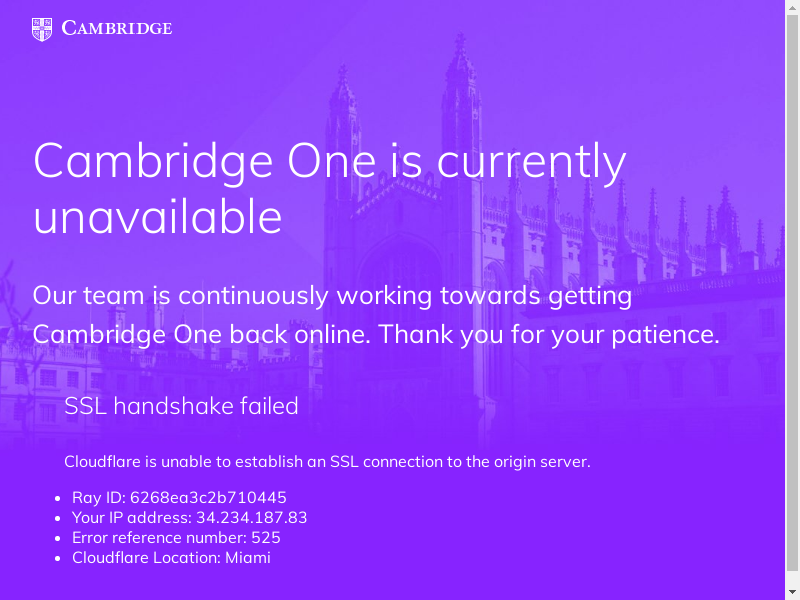 CAMBRIDGE
Cambridge One is currently
unavailable
Our team is continuously working towards getting
Cambridge One back online. Thank you for your patience.
SSL handshake failed
Cloudflare is unable to establish an SSL connection to the origin server.
• Ray ID: 6268ea3c2b710445
• Your IP address: 34.234.187.83
• Error reference number: 525
• Cloudflare Location: Miami